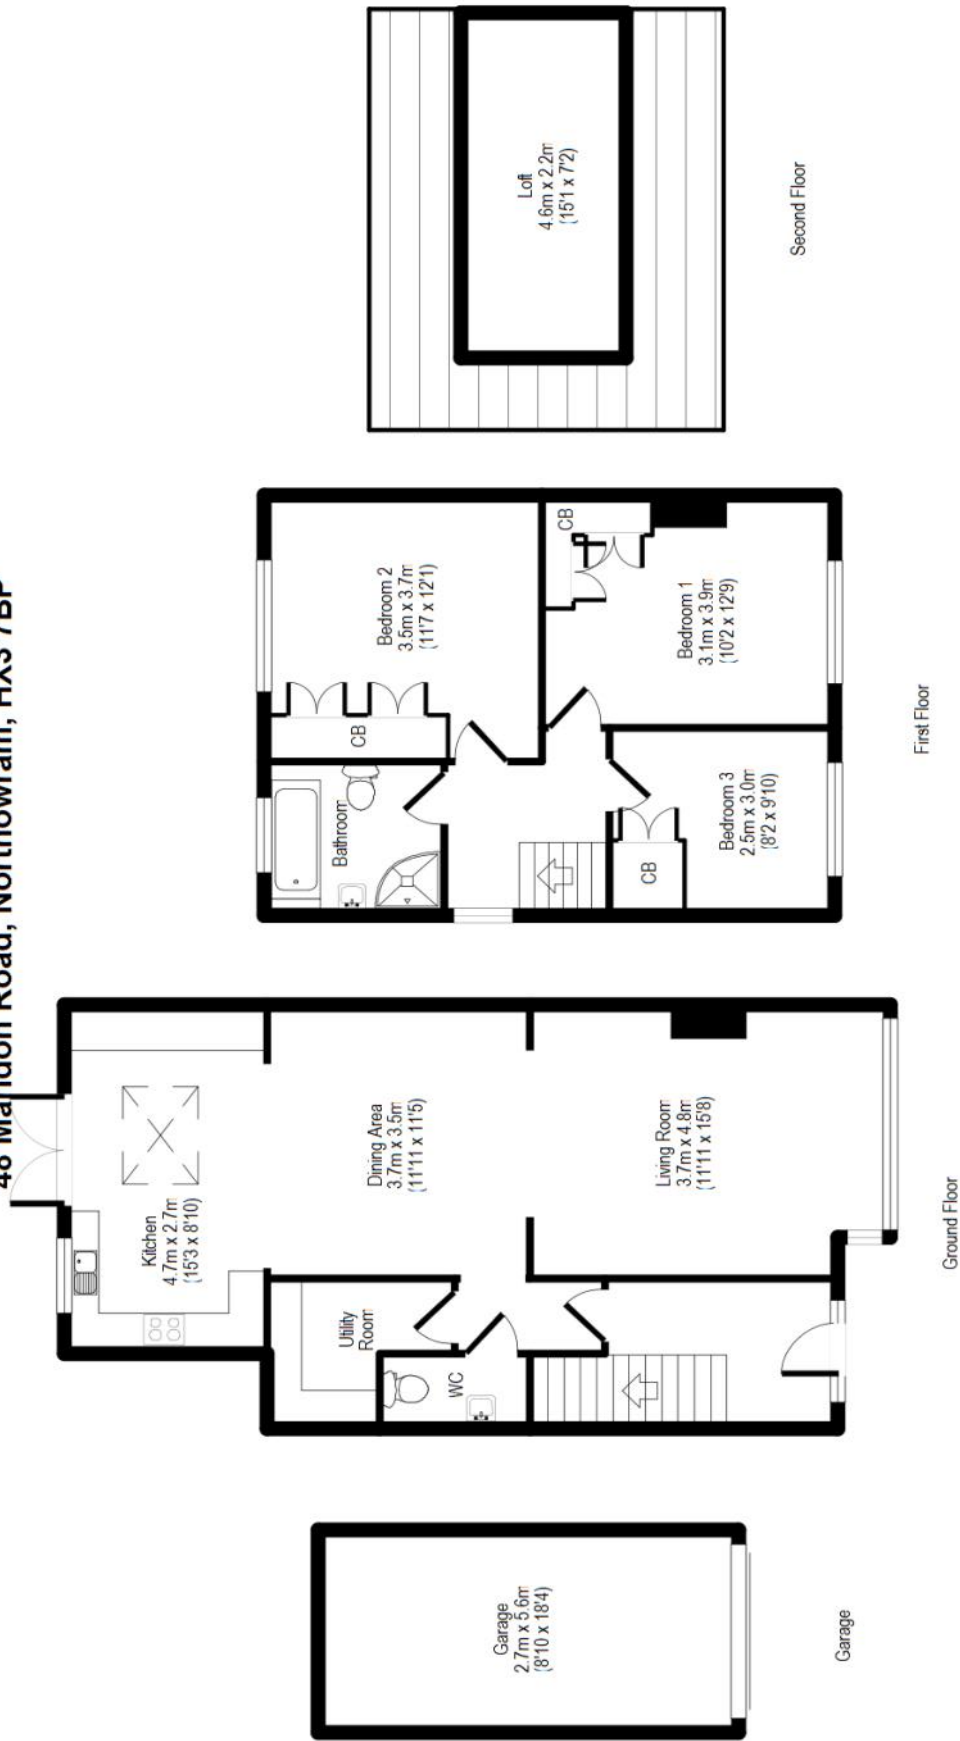 Road, Northowram, HX3 7BP
Garage
2.7m x 5.6m
(8'10 x 18'4)
Garage
Kitchen
4.7m x 2.7m
(15'3 x 8'10)
Utility
Room
WC
Dining Area
3.7m x 3.5m
(11'11 x 11'5)
Living Room
3.7m x 4.8m
(11'11 x 15'8)
Ground Floor
Bathroom
CB
Bedroom 2
3.5m x 3.7m
(11'7 x 12'1)
CB
Bedroom 3
2.5m x 3.0m
(8'2 x 9'10)
CB
Bedroom 1
3.1m x 3.9m
(10'2 x 12'9)
First Floor
Loft
4.6m x 2.2m
(15'1 x 7'2)
Second Floor